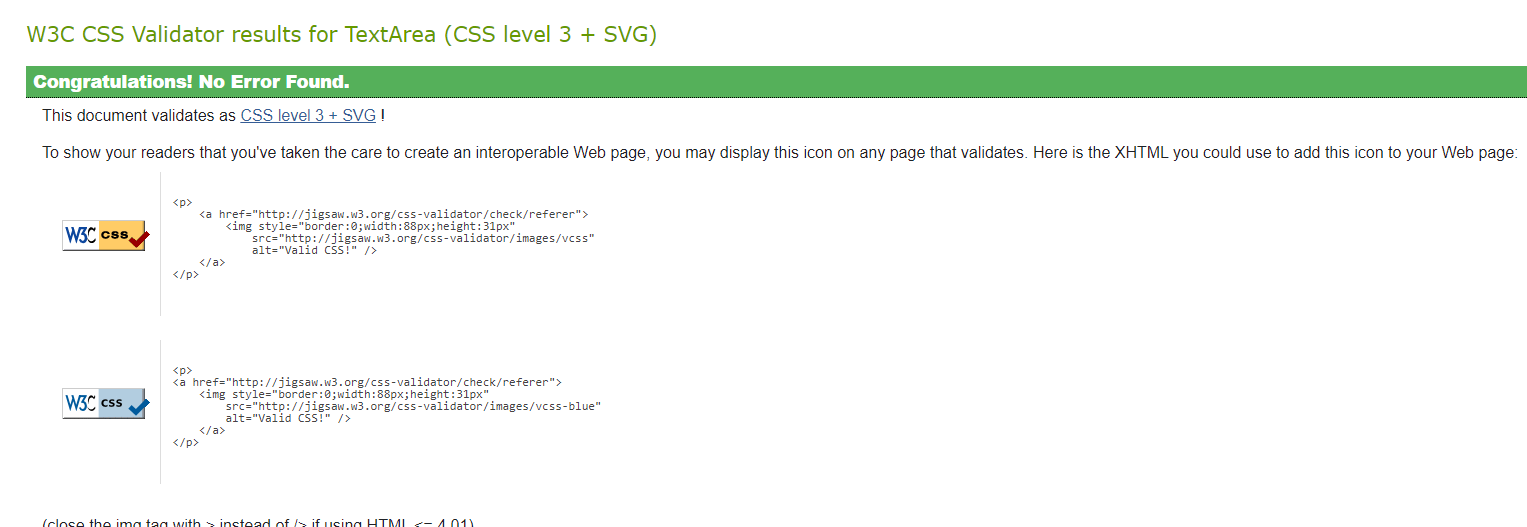 W3C CSS Validator results for TextArea (CSS level 3 + SVG)
Congratulations! No Error Found.
This document validates as CSS level 3 + SVG !
To show your readers that you've taken the care to create an interoperable Web page, you may display this icon on any page that validates. Here is the XHTML you could use to add this icon to your Web page:
W3C css
<p>
    <a href="http://jigsaw.w3.org/css-validator/check/referer">
        <img style="border:0;width:88px;height:31px"
            src="http://jigsaw.w3.org/css-validator/images/vcss"
            alt="Valid CSS!" />
    </a>
</p>
W3C css
<p>
<a href="http://jigsaw.w3.org/css-validator/check/referer">
    <img style="border:0;width:88px;height:31px"
        src="http://jigsaw.w3.org/css-validator/images/vcss-blue"
        alt="Valid CSS!" />
    </a>
</p>
(close the img tag with > instead of /> if using HTML <= 4.01)